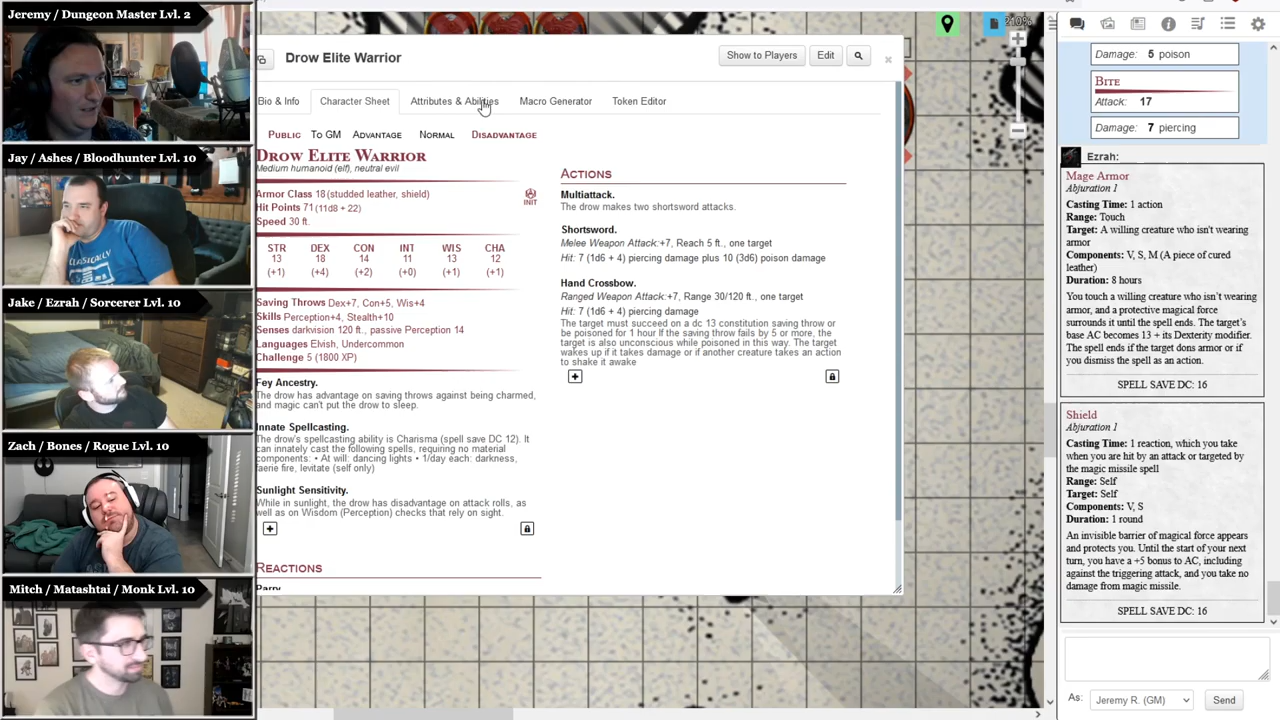 Jeremy / Dungeon Master Lvl. 2
Jay / Ashes / Bloodhunter Lvl. 10
Jake / Ezrah / Sorcerer Lvl. 10
Zach / Bones / Rogue Lvl. 10
Mitch / Matashtai / Monk Lvl. 10
Drow Elite Warrior
Show to Players
Edit
Bio & Info
Character Sheet
Attributes & Abilities
Macro Generator
Token Editor
Public
To GM
Advantage
Normal
Disadvantage
Drow Elite Warrior
Medium humanoid (elf), neutral evil
Armor Class 18 (studded leather, shield)
Hit Points 71 (11d8 + 22)
Speed 30 ft.
INIT
STR DEX CON INT WIS CHA
13 18 14 11 13 12
(+1) (+4) (+2) (+0) (+1) (+1)
Saving Throws Dex+7, Con+5, Wis+4
Skills Perception+4, Stealth+10
Senses darkvision 120 ft., passive Perception 14
Languages Elvish, Undercommon
Challenge 5 (1800 XP)
Fey Ancestry.
The drow has advantage on saving throws against being charmed,
and magic can't put the drow to sleep.
Innate Spellcasting.
The drow's spellcasting ability is Charisma (spell save DC 12). It
can innately cast the following spells, requiring no material
components: • At will: dancing lights • 1/day each: darkness,
faerie fire, levitate (self only)
Sunlight Sensitivity.
While in sunlight, the drow has disadvantage on attack rolls, as
well as on Wisdom (Perception) checks that rely on sight.
Reactions
Parry
Actions
Multiattack.
The drow makes two shortsword attacks.
Shortsword.
Melee Weapon Attack:+7, Reach 5 ft., one target
Hit: 7 (1d6 + 4) piercing damage plus 10 (3d6) poison damage
Hand Crossbow.
Ranged Weapon Attack:+7, Range 30/120 ft., one target
Hit: 7 (1d6 + 4) piercing damage
The target must succeed on a dc 13 constitution saving throw or
be poisoned for 1 hour If the saving throw fails by 5 or more, the
target is also unconscious while poisoned in this way. The target
wakes up if it takes damage or if another creature takes an action
to shake it awake
Damage: 5 poison
Bite
Attack: 17
Damage: 7 piercing
Ezrah:
Mage Armor
Abjuration 1
Casting Time: 1 action
Range: Touch
Target: A willing creature who isn't wearing
armor
Components: V, S, M (A piece of cured
leather)
Duration: 8 hours
You touch a willing creature who isn't wearing
armor, and a protective magical force
surrounds it until the spell ends. The target's
base AC becomes 13 + its Dexterity modifier.
The spell ends if the target dons armor or if
you dismiss the spell as an action.
SPELL SAVE DC: 16
Shield
Abjuration 1
Casting Time: 1 reaction, which you take
when you are hit by an attack or targeted by
the magic missile spell
Range: Self
Target: Self
Components: V, S
Duration: 1 round
An invisible barrier of magical force appears
and protects you. Until the start of your next
turn, you have a +5 bonus to AC, including
against the triggering attack, and you take no
damage from magic missile.
SPELL SAVE DC: 16
As:
Jeremy R. (GM)
Send